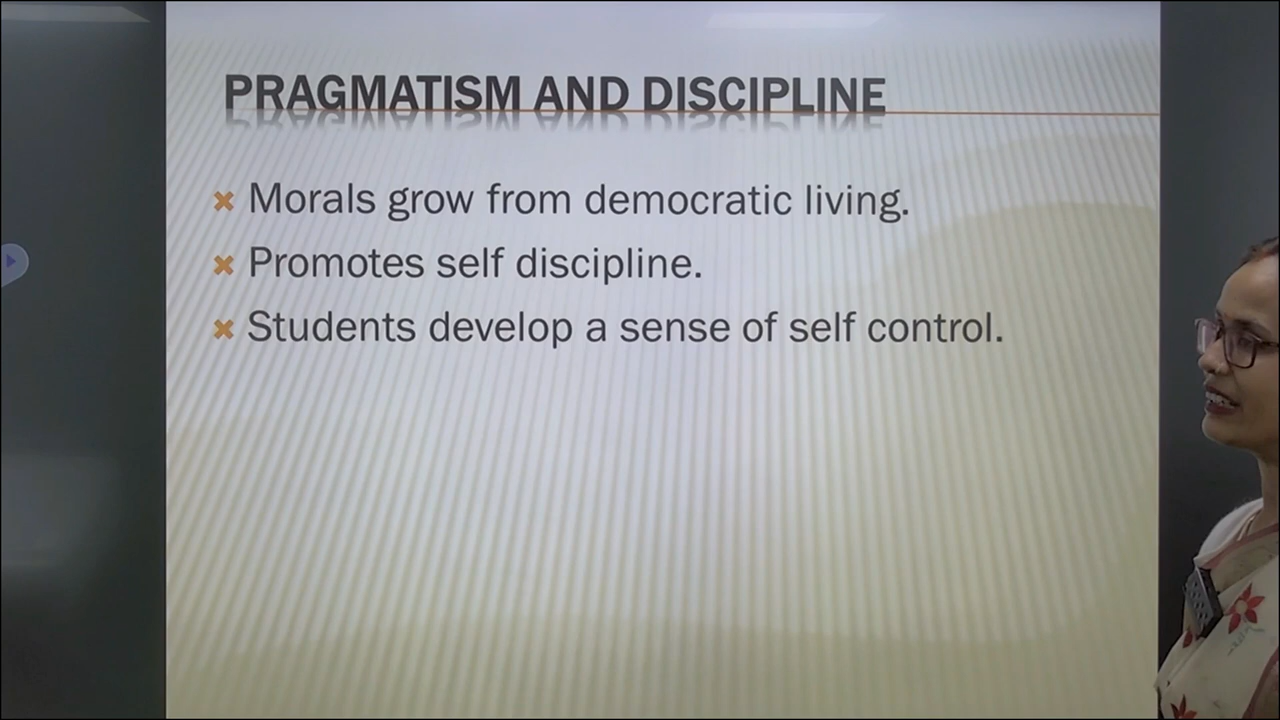 PRAGMATISM AND DISCIPLINE
Morals grow from democratic living.
Promotes self discipline.
Students develop a sense of self control.